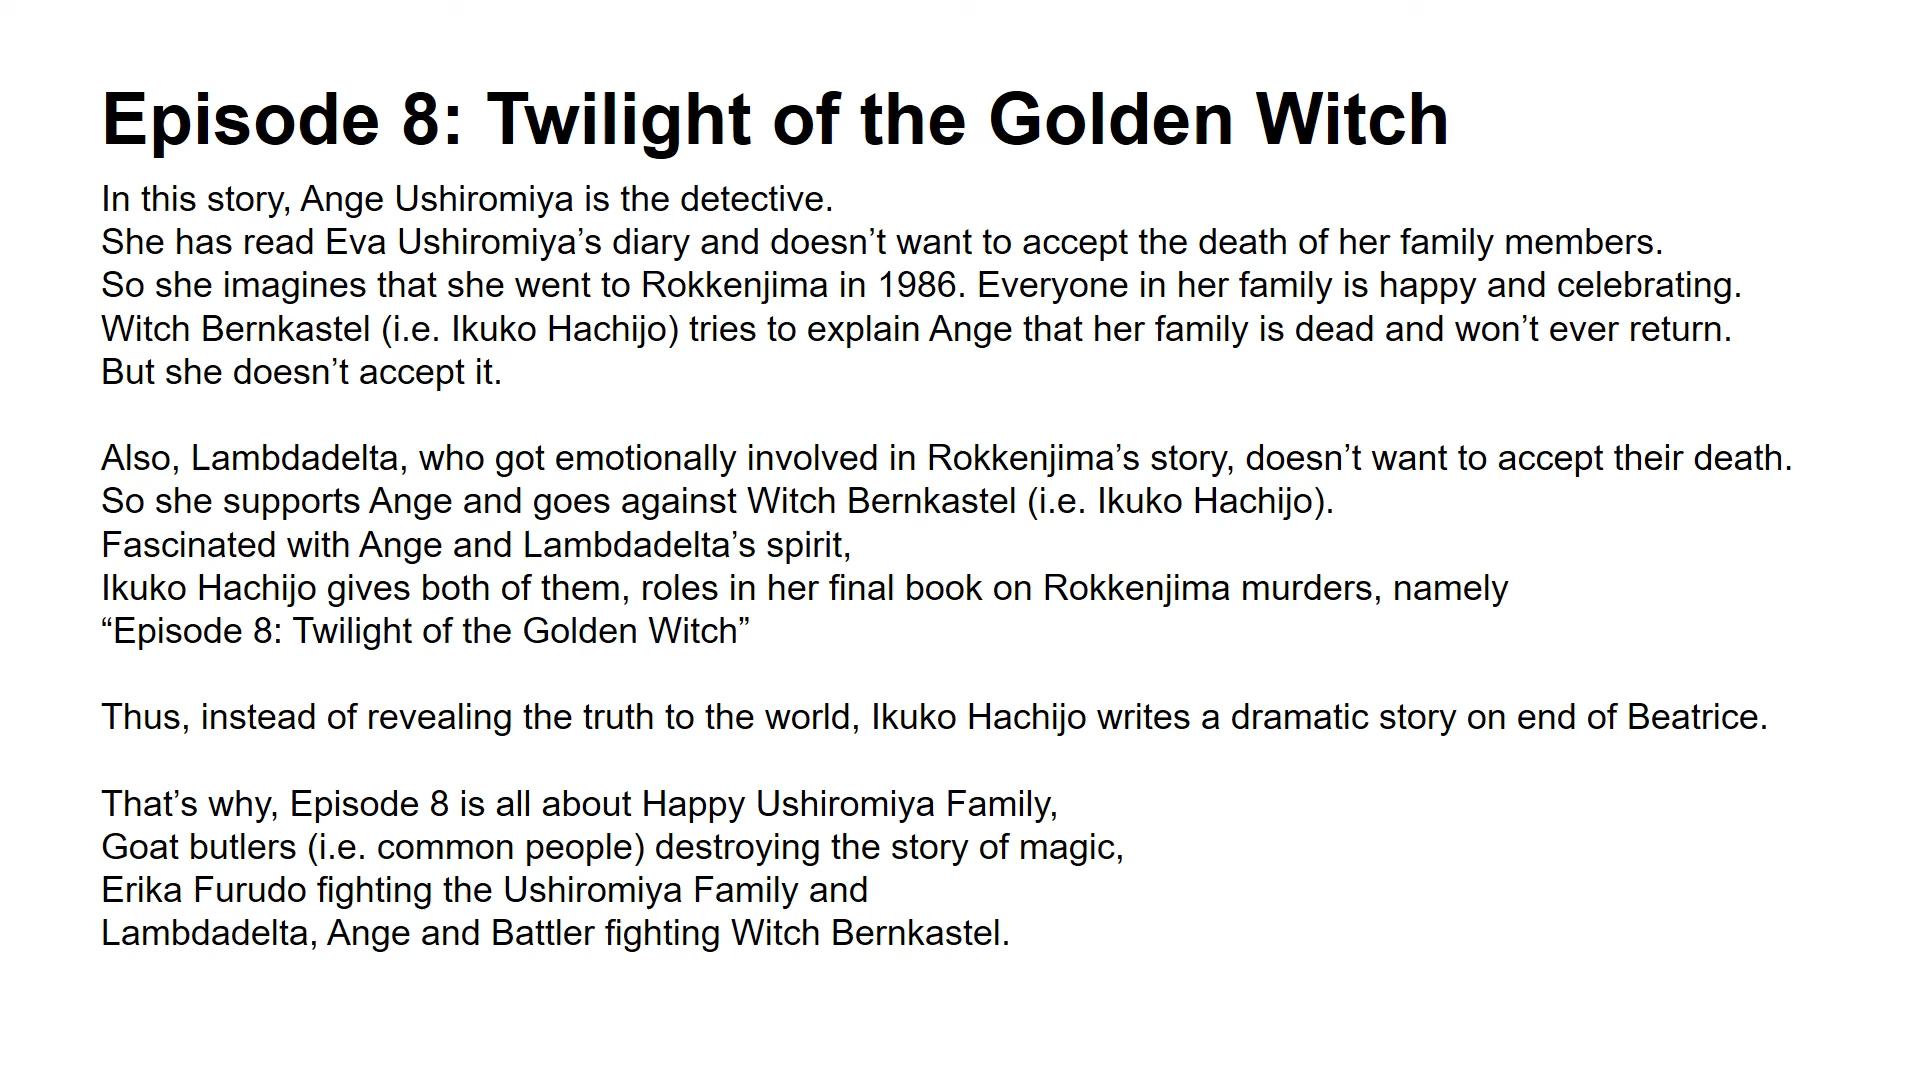 Episode 8: Twilight of the Golden Witch
In this story, Ange Ushiromiya is the detective.
She has read Eva Ushiromiya’s diary and doesn’t want to accept the death of her family members.
So she imagines that she went to Rokkenjima in 1986. Everyone in her family is happy and celebrating.
Witch Bernkastel (i.e. Ikuko Hachijo) tries to explain Ange that her family is dead and won’t ever return.
But she doesn’t accept it.
Also, Lambdadelta, who got emotionally involved in Rokkenjima’s story, doesn’t want to accept their death.
So she supports Ange and goes against Witch Bernkastel (i.e. Ikuko Hachijo).
Fascinated with Ange and Lambdadelta’s spirit,
Ikuko Hachijo gives both of them, roles in her final book on Rokkenjima murders, namely
“Episode 8: Twilight of the Golden Witch”
Thus, instead of revealing the truth to the world, Ikuko Hachijo writes a dramatic story on end of Beatrice.
That’s why, Episode 8 is all about Happy Ushiromiya Family,
Goat butlers (i.e. common people) destroying the story of magic,
Erika Furudo fighting the Ushiromiya Family and
Lambdadelta, Ange and Battler fighting Witch Bernkastel.